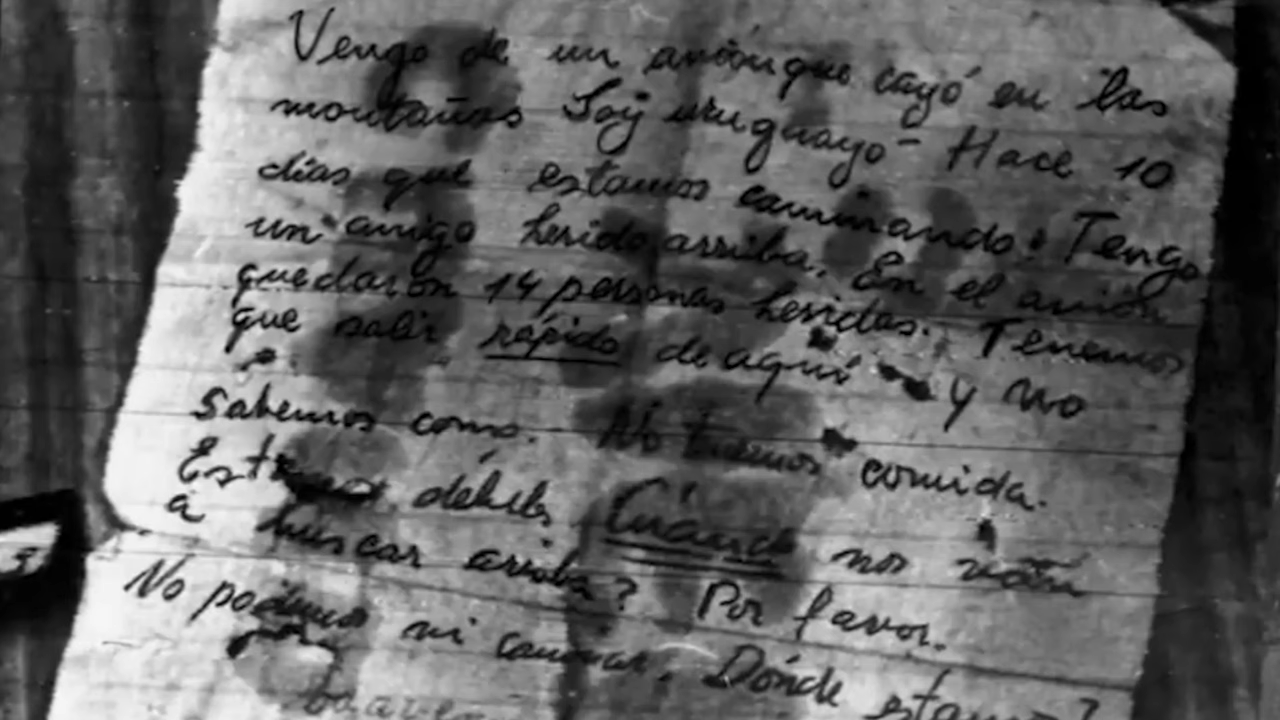 Vengo de un avión que cayó en las
montañas Soy uruguayo - Hace 10
días que estamos caminando. Tengo
un amigo herido arriba. En el avión
quedaron 14 personas heridas. Tenemos
que salir rápido de aquí y no
sabemos como. No tenemos comida.
Estamos débiles. Cuándo nos van
a buscar arriba? Por favor.
No podemos ni caminar. Dónde estamos?